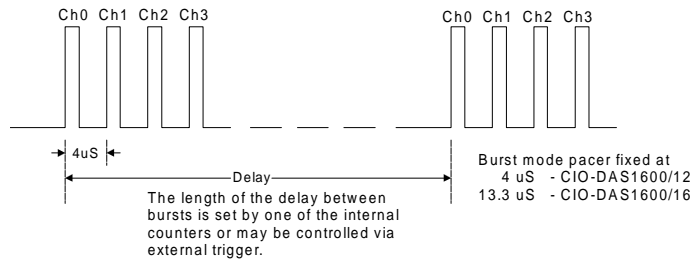 Ch0 Ch1 Ch2 Ch3
Ch0 Ch1 Ch2 Ch3
4uS
Delay
The length of the delay between
bursts is set by one of the internal
counters or may be controlled via
external trigger.
Burst mode pacer fixed at
4 uS - CIO-DAS1600/12
13.3 uS - CIO-DAS1600/16